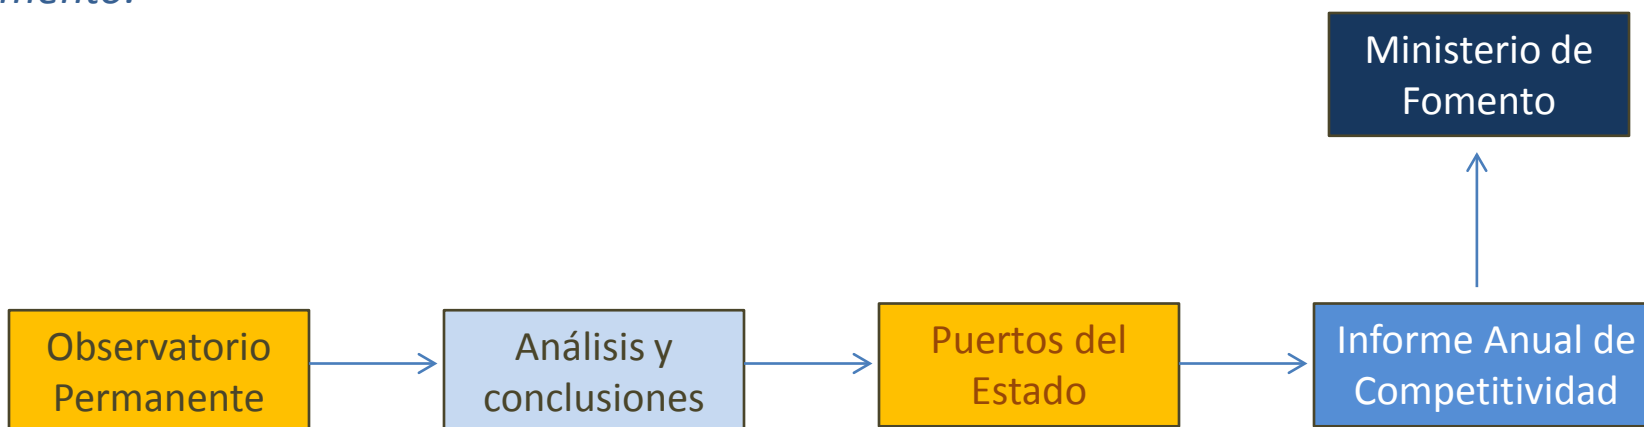 Ministerio de
Fomento
Observatorio
Permanente
Análisis y
conclusiones
Puertos del
Estado
Informe Anual de
Competitividad